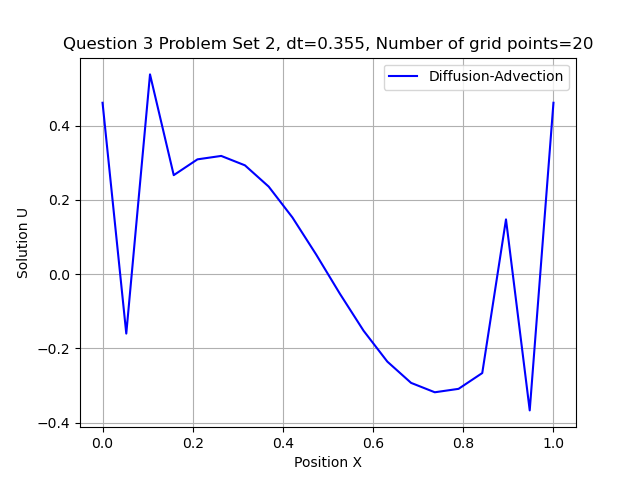 Question 3 Problem Set 2, dt=0.355, Number of grid points=20
Diffusion-Advection
Solution U
0.4
0.2
0.0
−0.2
−0.4
0.0 0.2 0.4 0.6 0.8 1.0
Position X